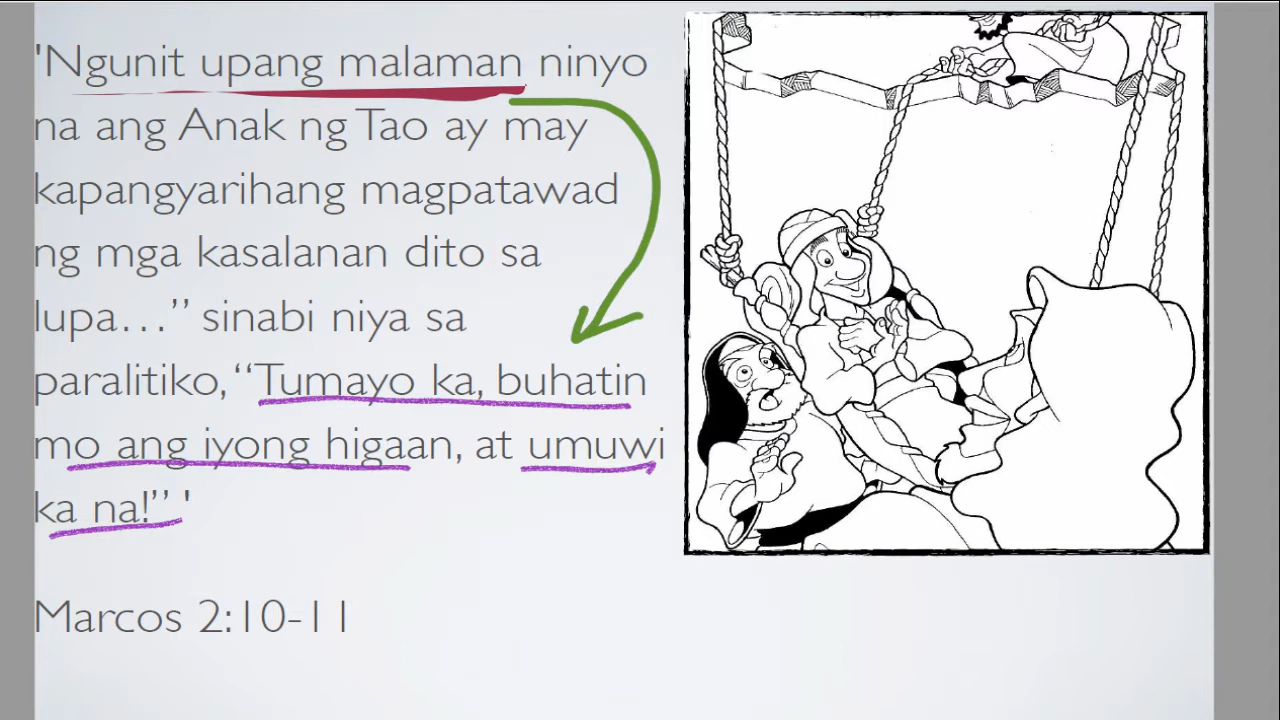 'Ngunit upang malaman ninyo
na ang Anak ng Tao ay may
kapangyarihang magpatawad
ng mga kasalanan dito sa
lupa…” sinabi niya sa
paralitiko, “Tumayo ka, buhatin
mo ang iyong higaan, at umuwi
ka na!” '
Marcos 2:10-11